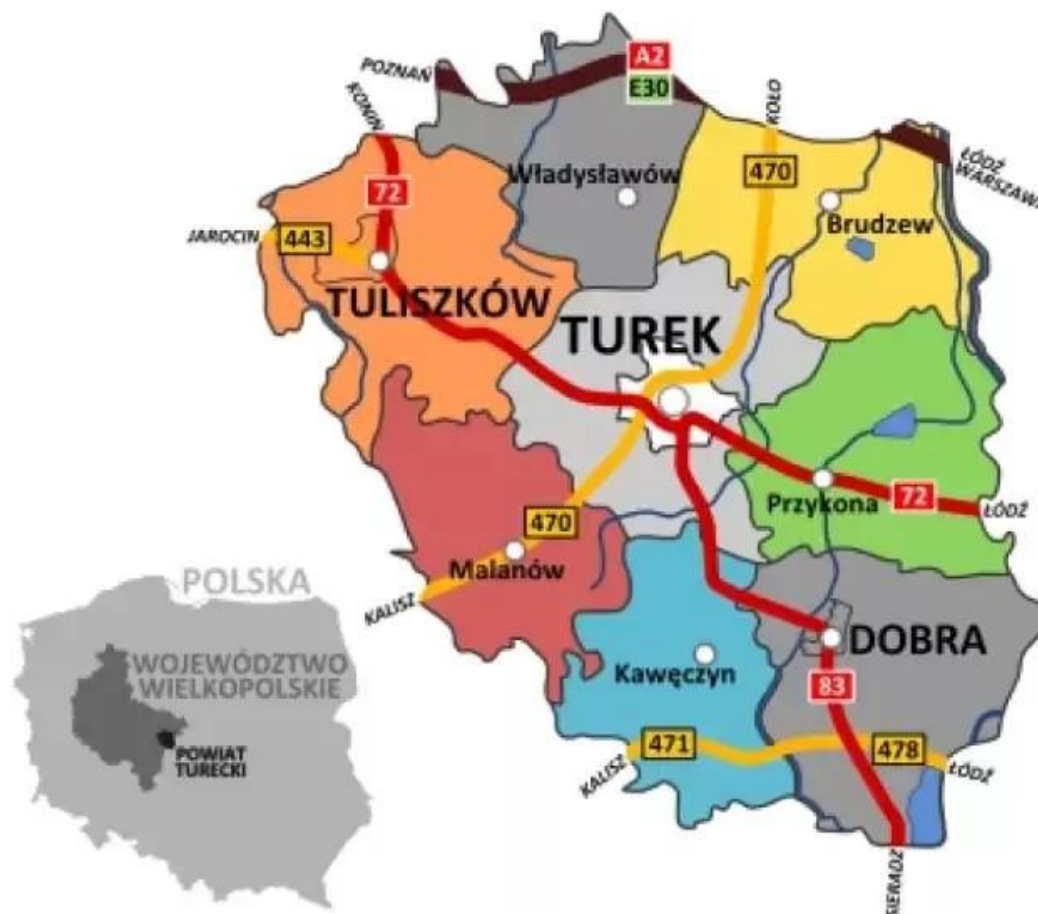 A2
E30
POZNAŃ
KONIN
KOŁO
ŁÓDŹ
WARSZAWA
Władysławów
470
72
Brudzew
JAROCIN
443
TULISZKÓW
TUREK
Przykona
72
ŁÓDŹ
470
Malanów
KALISZ
DOBRA
Kawęczyn
83
471
478
KALISZ
ŁÓDŹ
SIERADZ
POLSKA
WOJEWÓDZTWO
WIELKOPOLSKIE
POWIAT
TURECKI